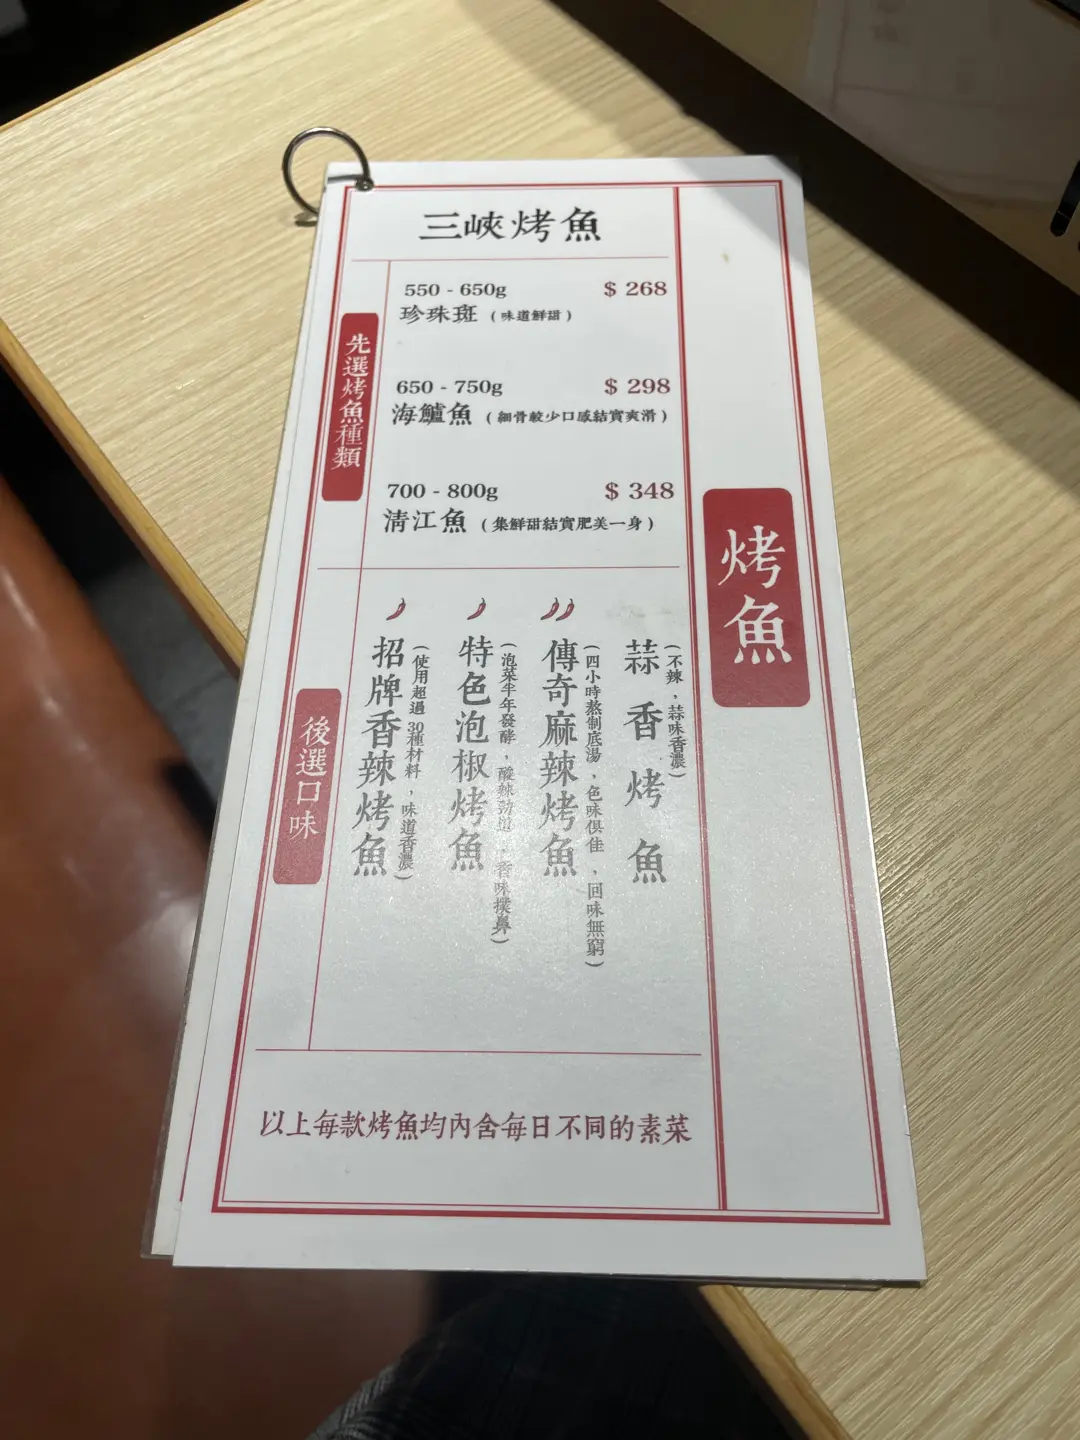 三峽烤魚
先選烤魚種類
550 - 650g $ 268
珍珠斑 (味道鮮甜)
650 - 750g $ 298
海鱸魚 (細骨較少口感結實爽滑)
700 - 800g $ 348
清江魚 (集鮮甜結實肥美一身)
烤魚
後選口味
招牌香辣烤魚
(使用超過30種材料，味道香濃)
特色泡椒烤魚
(泡菜半年發酵，酸辣勁道，香味撲鼻)
傳奇麻辣烤魚
(四小時熬制底湯、色味俱佳、回味無窮)
蒜香烤魚
(不辣，蒜味香濃)
以上每款烤魚均內含每日不同的素菜